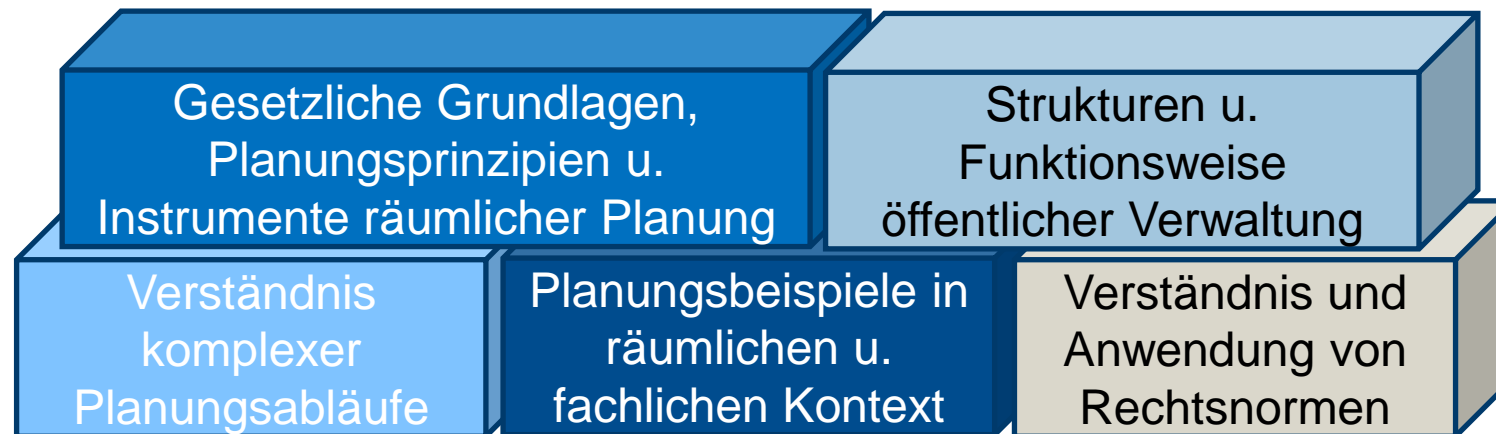 Gesetzliche Grundlagen,
Planungsprinzipien u.
Instrumente räumlicher Planung
Strukturen u.
Funktionsweise
öffentlicher Verwaltung
Verständnis
komplexer
Planungsabläufe
Planungsbeispiele in
räumlichen u.
fachlichen Kontext
Verständnis und
Anwendung von
Rechtsnormen